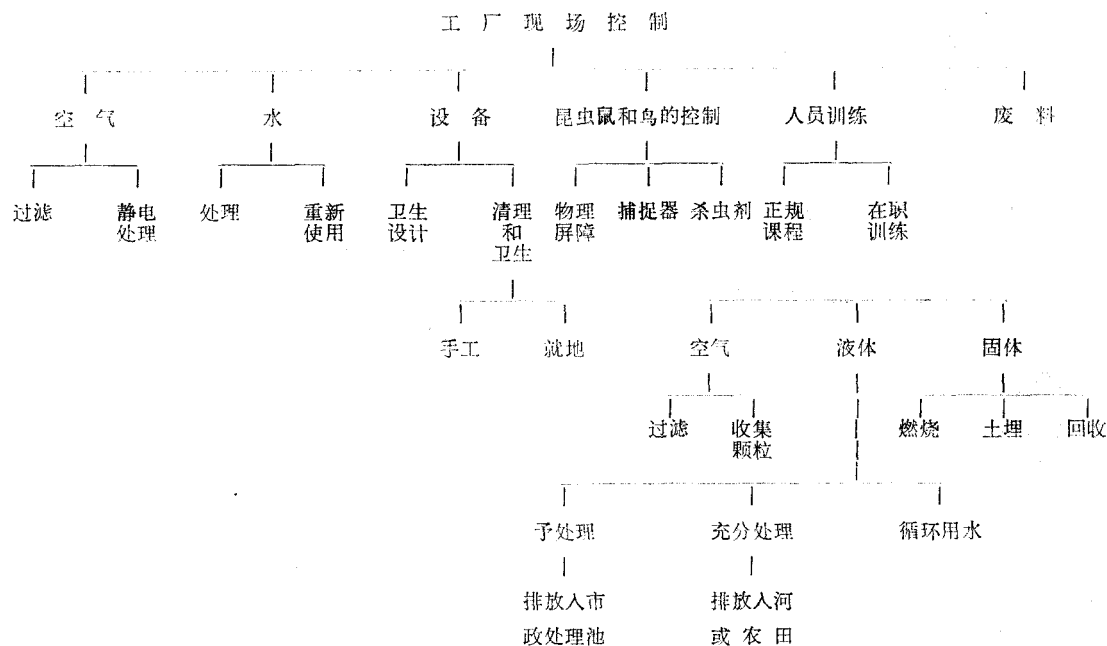 工厂现场控制
空气 水 设备 昆虫鼠和鸟的控制 人员训练 废料
过滤 静电 处理 重新 卫生 清理 物理 捕捉器 杀虫剂 正规 在职
处理 使用 设计 和 屏障 课程 训练
卫生
手工 就地 空气 液体 固体
过滤 收集 燃烧 土埋 回收
颗粒
予处理 充分处理 循环用水
排放入市 排放入河
政处理池 或农田